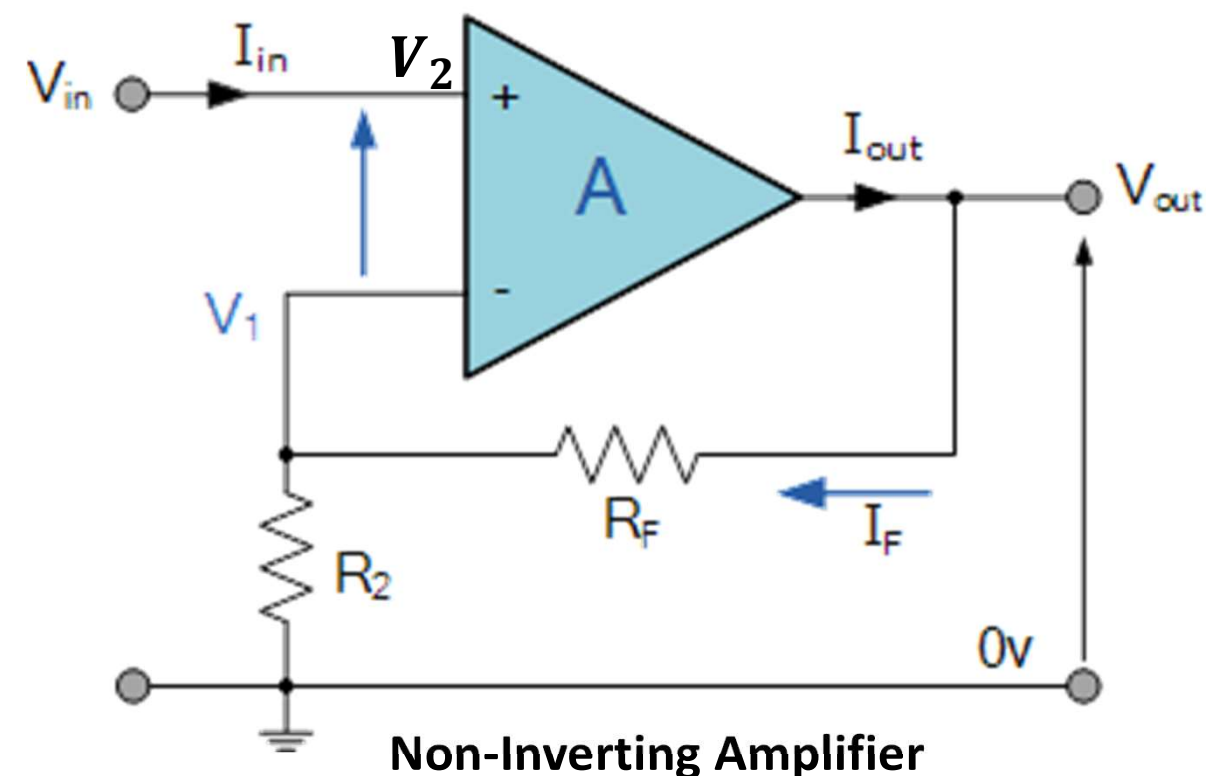 Vin
Iin
V2
+
A
Iout
Vout
V1
-
RF
IF
R2
0v
Non-Inverting Amplifier